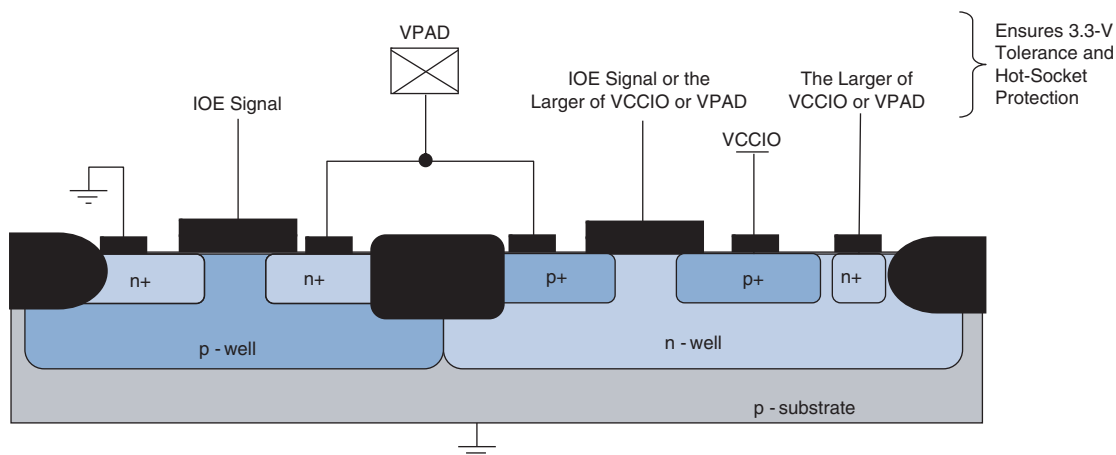 VPAD
IOE Signal
IOE Signal or the
Larger of VCCIO or VPAD
The Larger of
VCCIO or VPAD
Ensures 3.3-V
Tolerance and
Hot-Socket
Protection
VCCIO
n+
n+
p+
p+
n+
p - well
n - well
p - substrate